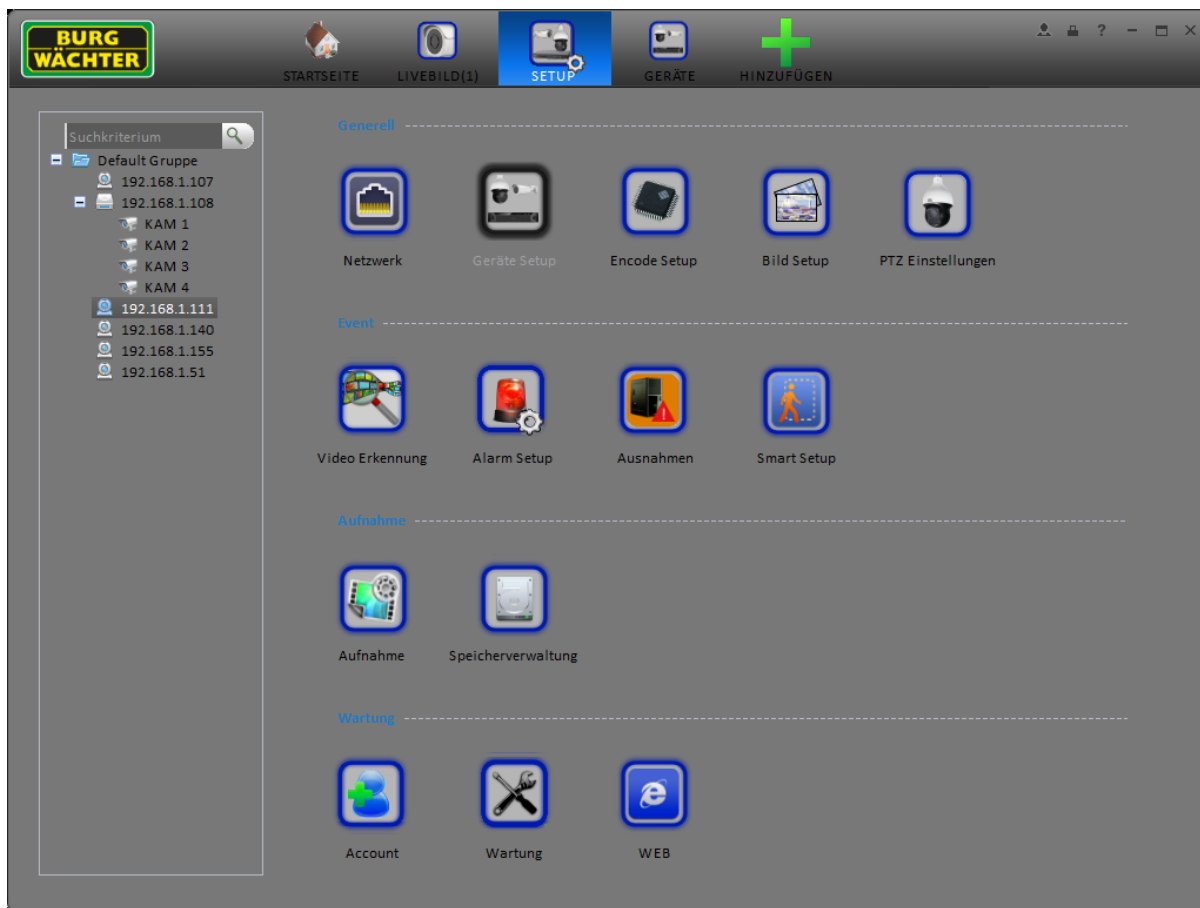 BURG
WÄCHTER
STARTSEITE
LIVEBILD(1)
SETUP
GERÄTE
HINZUFÜGEN
?
Suchkriterium
Default Gruppe
192.168.1.107
192.168.1.108
KAM 1
KAM 2
KAM 3
KAM 4
192.168.1.111
192.168.1.140
192.168.1.155
192.168.1.51
Generell
Netzwerk
Geräte Setup
Encode Setup
Bild Setup
PTZ Einstellungen
Event
Video Erkennung
Alarm Setup
Ausnahmen
Smart Setup
Aufnahme
Aufnahme
Speicherverwaltung
Wartung
Account
Wartung
WEB